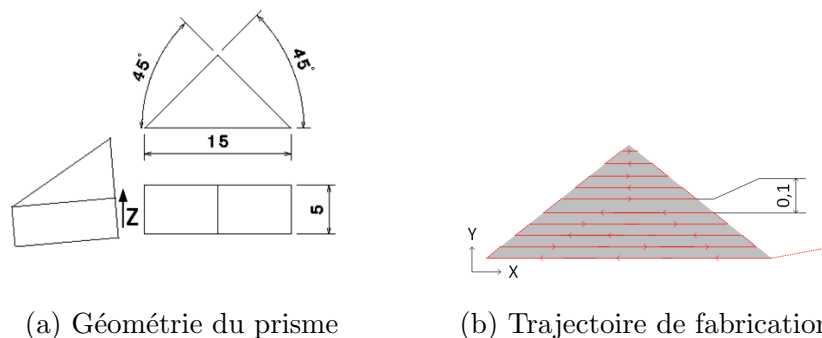 45°
45°
15
Z
5
0,1
Y
X
(a) Géométrie du prisme
(b) Trajectoire de fabrication